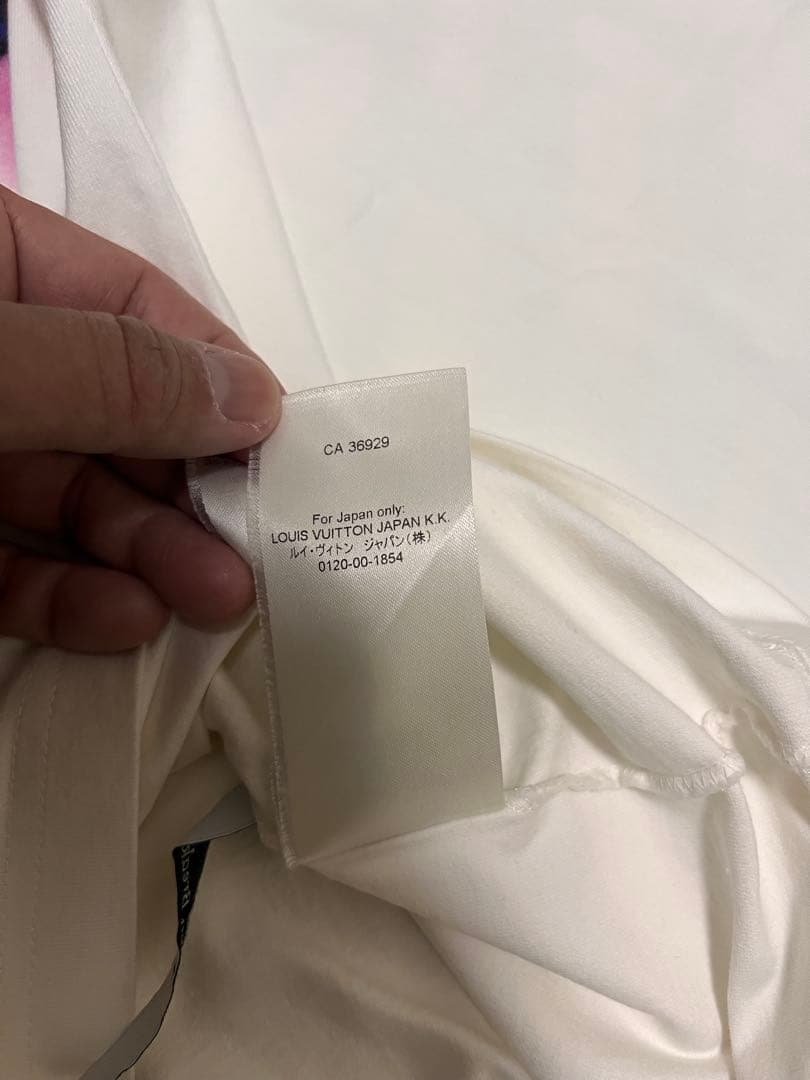 CA 36929
For Japan only:
LOUIS VUITTON JAPAN K.K.
ルイ・ヴィトン ジャパン(株)
0120-00-1854